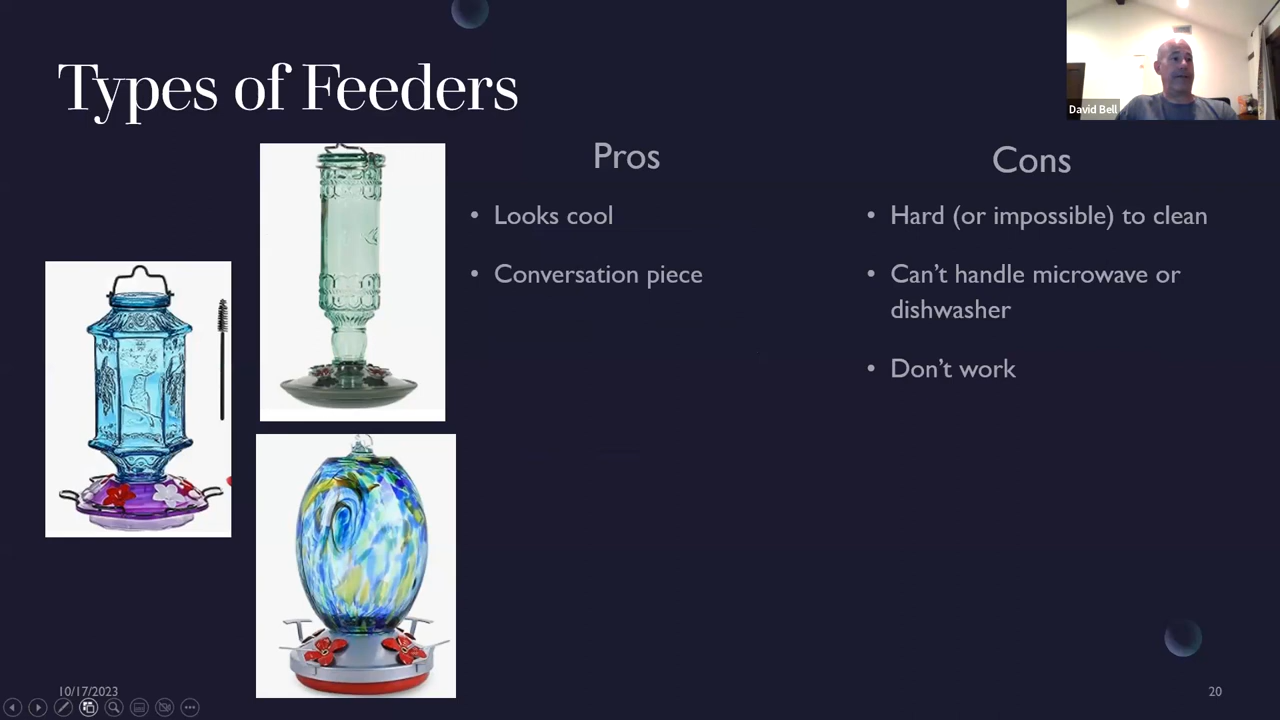 Types of Feeders
David Bell
Pros
Looks cool
Conversation piece
Cons
Hard (or impossible) to clean
Can't handle microwave or
dishwasher
Don't work
10/17/2023
20